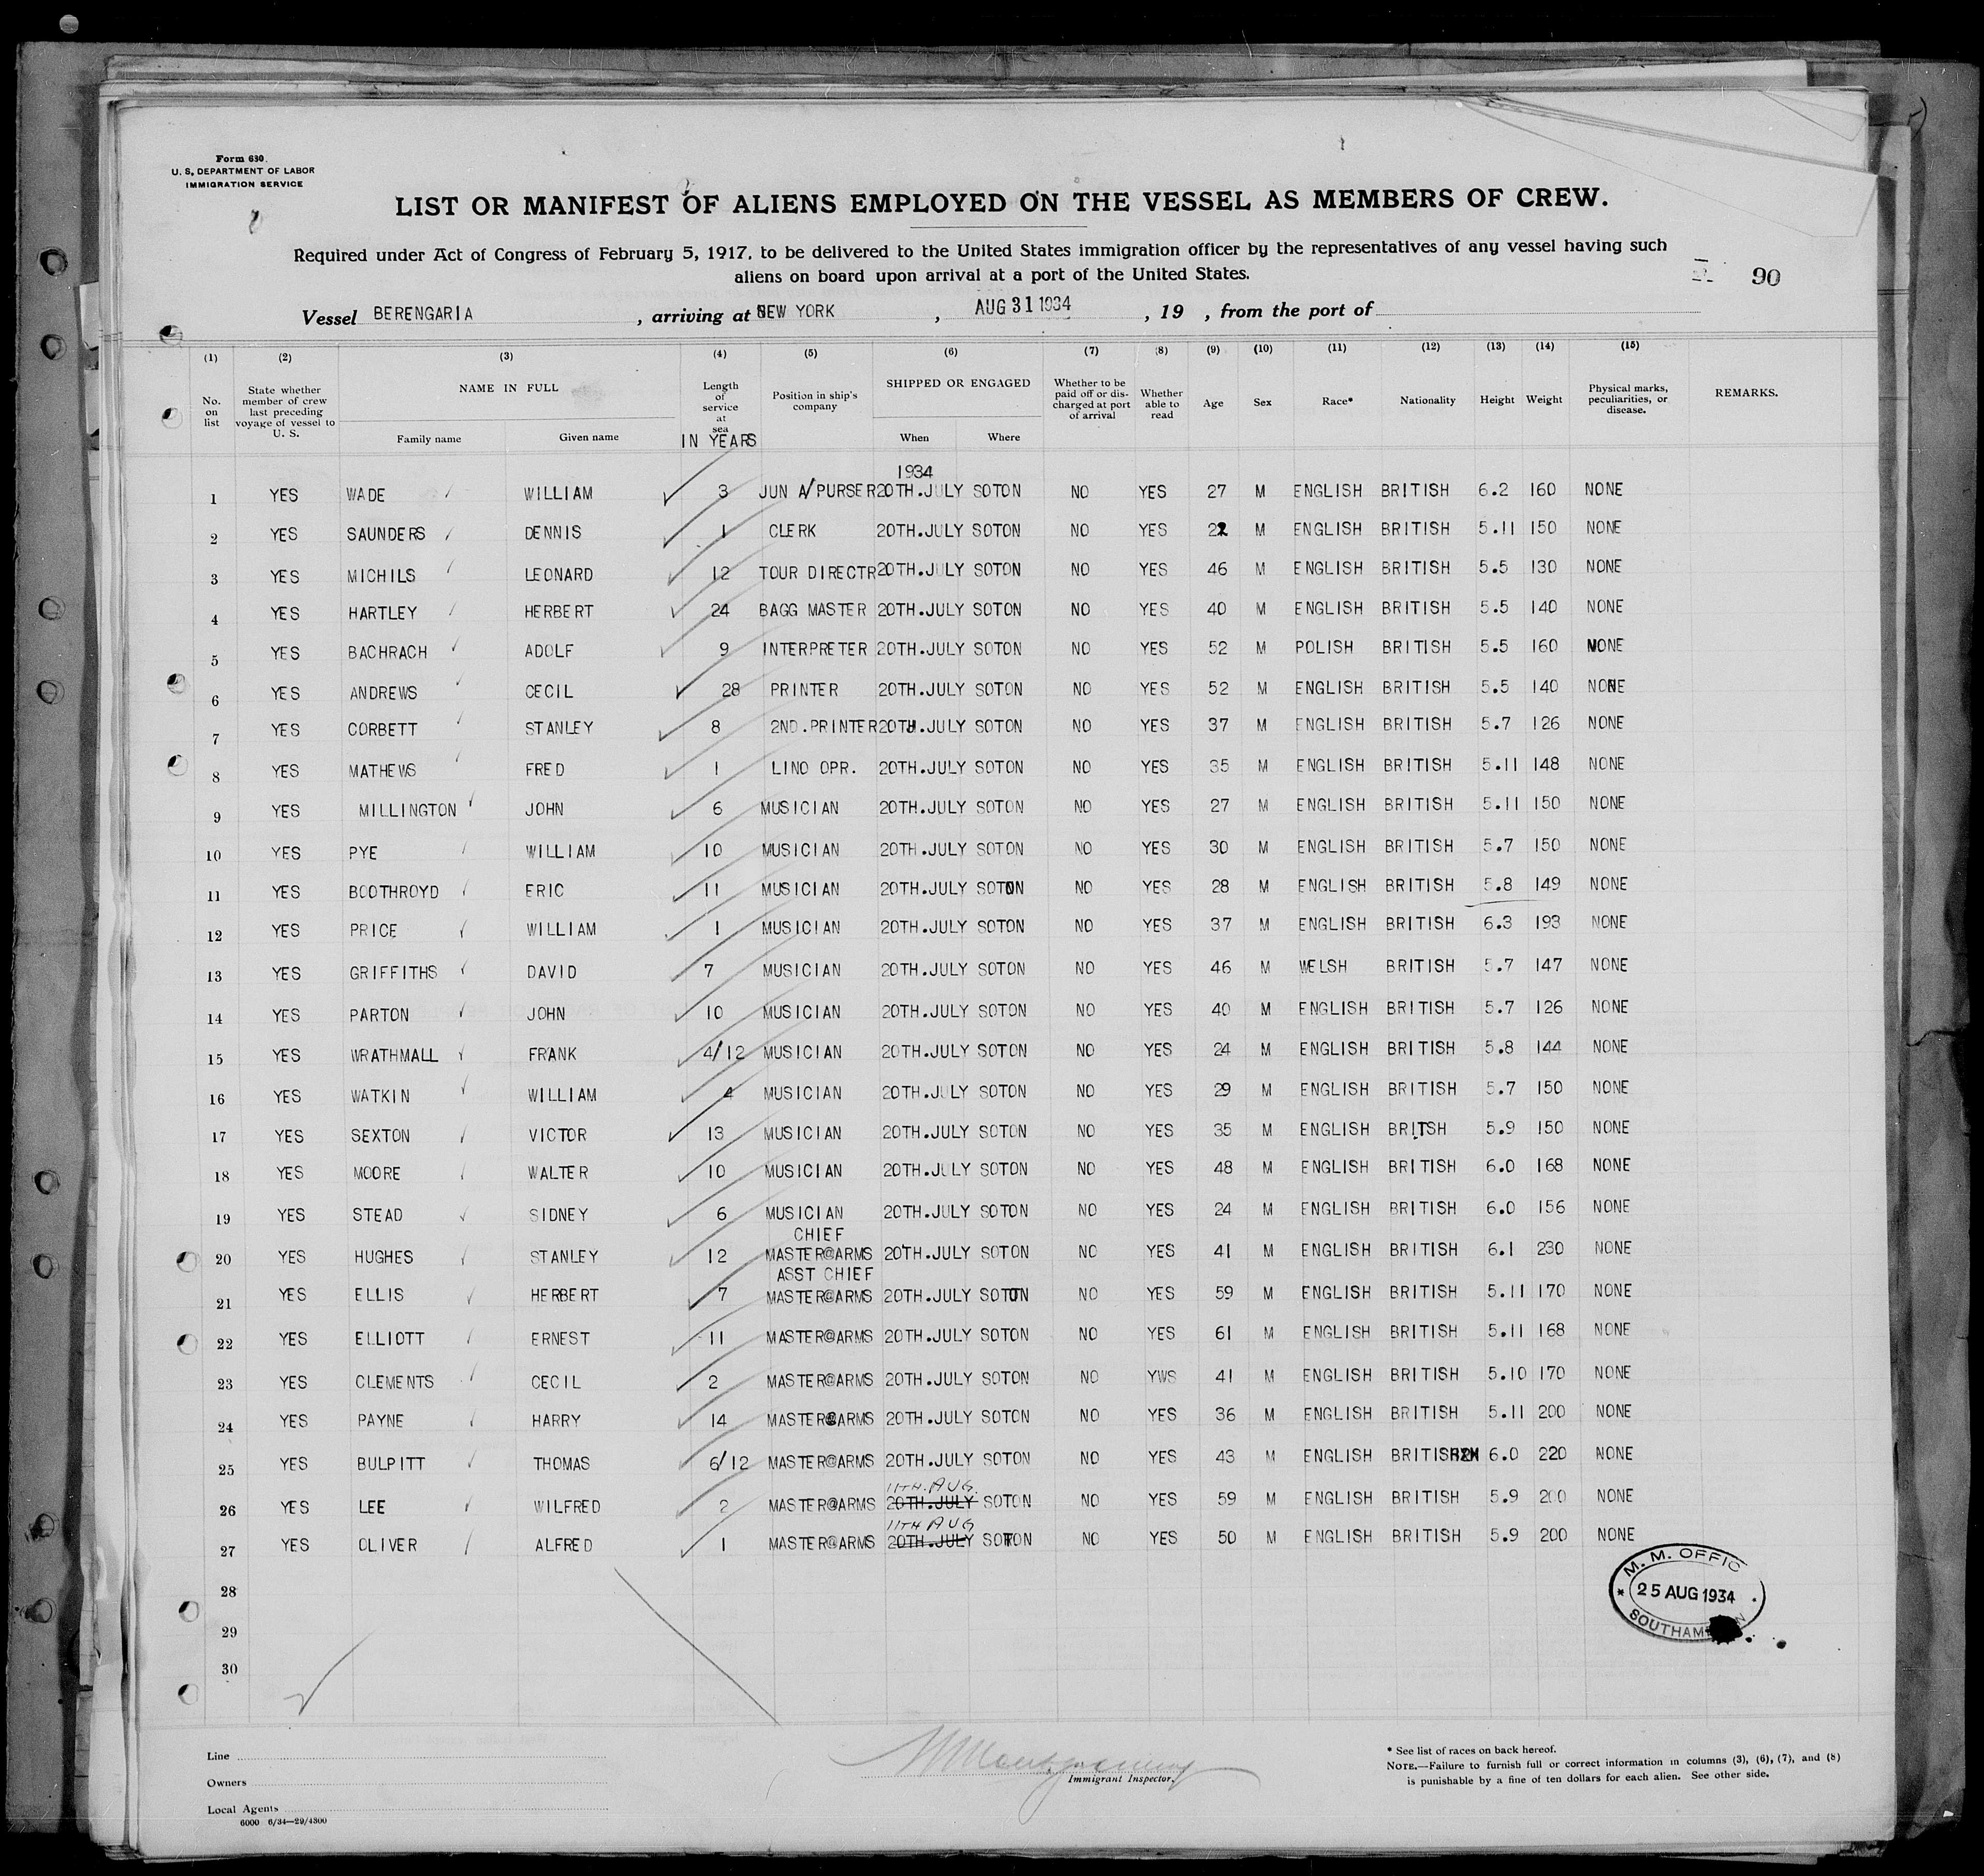 Form 630.
U. S. DEPARTMENT OF LABOR
IMMIGRATION SERVICE
LIST OR MANIFEST OF ALIENS EMPLOYED ON THE VESSEL AS MEMBERS OF CREW.
Required under Act of Congress of February 5, 1917, to be delivered to the United States immigration officer by the representatives of any vessel having such
aliens on board upon arrival at a port of the United States.
90
Vessel BERENGARIA , arriving at NEW YORK , AUG 31 1934 , 19 , from the port of
(1) (2) (3) (4) (5) (6) (7) (8) (9) (10) (11) (12) (13) (14) (15)
No. on list State whether member of crew last preceding voyage of vessel to U. S. NAME IN FULL Family name Given name Length of service at sea IN YEARS Position in ship's company SHIPPED OR ENGAGED When Where Whether to be paid off or discharged at port of arrival Whether able to read Age Sex Race* Nationality Height Weight Physical marks, peculiarities, or disease. REMARKS.
1934
1 YES WADE WILLIAM 3 JUN A/PURSER 20TH.JULY SOTON NO YES 27 M ENGLISH BRITISH 6.2 160 NONE
2 YES SAUNDERS DENNIS 1 CLERK 20TH.JULY SOTON NO YES 22 M ENGLISH BRITISH 5.11 150 NONE
3 YES MICHILS LEONARD 12 TOUR DIRECTR 20TH.JULY SOTON NO YES 46 M ENGLISH BRITISH 5.5 130 NONE
4 YES HARTLEY HERBERT 24 BAGG MASTER 20TH.JULY SOTON NO YES 40 M ENGLISH BRITISH 5.5 140 NONE
5 YES BACHRACH ADOLF 9 INTERPRETER 20TH.JULY SOTON NO YES 52 M POLISH BRITISH 5.5 160 NONE
6 YES ANDREWS CECIL 28 PRINTER 20TH.JULY SOTON NO YES 52 M ENGLISH BRITISH 5.5 140 NONE
7 YES CORBETT STANLEY 8 2ND.PRINTER 20TH.JULY SOTON NO YES 37 M ENGLISH BRITISH 5.7 126 NONE
8 YES MATHEWS FRED 1 LINO OPR. 20TH.JULY SOTON NO YES 35 M ENGLISH BRITISH 5.11 148 NONE
9 YES MILLINGTON JOHN 6 MUSICIAN 20TH.JULY SOTON NO YES 27 M ENGLISH BRITISH 5.11 150 NONE
10 YES PYE WILLIAM 10 MUSICIAN 20TH.JULY SOTON NO YES 30 M ENGLISH BRITISH 5.7 150 NONE
11 YES BOOTHROYD ERIC 11 MUSICIAN 20TH.JULY SOTON NO YES 28 M ENGLISH BRITISH 5.8 149 NONE
12 YES PRICE WILLIAM 1 MUSICIAN 20TH.JULY SOTON NO YES 37 M ENGLISH BRITISH 6.3 193 NONE
13 YES GRIFFITHS DAVID 7 MUSICIAN 20TH.JULY SOTON NO YES 46 M WELSH BRITISH 5.7 147 NONE
14 YES PARTON JOHN 10 MUSICIAN 20TH.JULY SOTON NO YES 40 M ENGLISH BRITISH 5.7 126 NONE
15 YES WRATHMALL FRANK 4/12 MUSICIAN 20TH.JULY SOTON NO YES 24 M ENGLISH BRITISH 5.8 144 NONE
16 YES WATKIN WILLIAM 4 MUSICIAN 20TH.JULY SOTON NO YES 29 M ENGLISH BRITISH 5.7 150 NONE
17 YES SEXTON VICTOR 13 MUSICIAN 20TH.JULY SOTON NO YES 35 M ENGLISH BRITSH 5.9 150 NONE
18 YES MOORE WALTER 10 MUSICIAN 20TH.JULY SOTON NO YES 48 M ENGLISH BRITISH 6.0 168 NONE
19 YES STEAD SIDNEY 6 MUSICIAN 20TH.JULY SOTON NO YES 24 M ENGLISH BRITISH 6.0 156 NONE
CHIEF
20 YES HUGHES STANLEY 12 MASTER@ARMS 20TH.JULY SOTON NO YES 41 M ENGLISH BRITISH 6.1 230 NONE
ASST CHIEF
21 YES ELLIS HERBERT 7 MASTER@ARMS 20TH.JULY SOTON NO YES 59 M ENGLISH BRITISH 5.11 170 NONE
22 YES ELLIOTT ERNEST 11 MASTER@ARMS 20TH.JULY SOTON NO YES 61 M ENGLISH BRITISH 5.11 168 NONE
23 YES CLEMENTS CECIL 2 MASTER@ARMS 20TH.JULY SOTON NO YWS 41 M ENGLISH BRITISH 5.10 170 NONE
24 YES PAYNE HARRY 14 MASTER@ARMS 20TH.JULY SOTON NO YES 36 M ENGLISH BRITISH 5.11 200 NONE
25 YES BULPITT THOMAS 6/12 MASTER@ARMS 20TH.JULY SOTON NO YES 43 M ENGLISH BRITISH 6.0 220 NONE
11TH. AUG.
26 YES LEE WILFRED 2 MASTER@ARMS 20TH.JULY SOTON NO YES 59 M ENGLISH BRITISH 5.9 200 NONE
11TH AUG
27 YES OLIVER ALFRED 1 MASTER@ARMS 20TH.JULY SOTON NO YES 50 M ENGLISH BRITISH 5.9 200 NONE
28
29
30
M. M. OFFIC
25 AUG 1934
Line
Owners
Local Agents
6000 6/34—29/4300
Immigrant Inspector.
* See list of races on back hereof.
NOTE.—Failure to furnish full or correct information in columns (3), (6), (7), and (8)
is punishable by a fine of ten dollars for each alien. See other side.